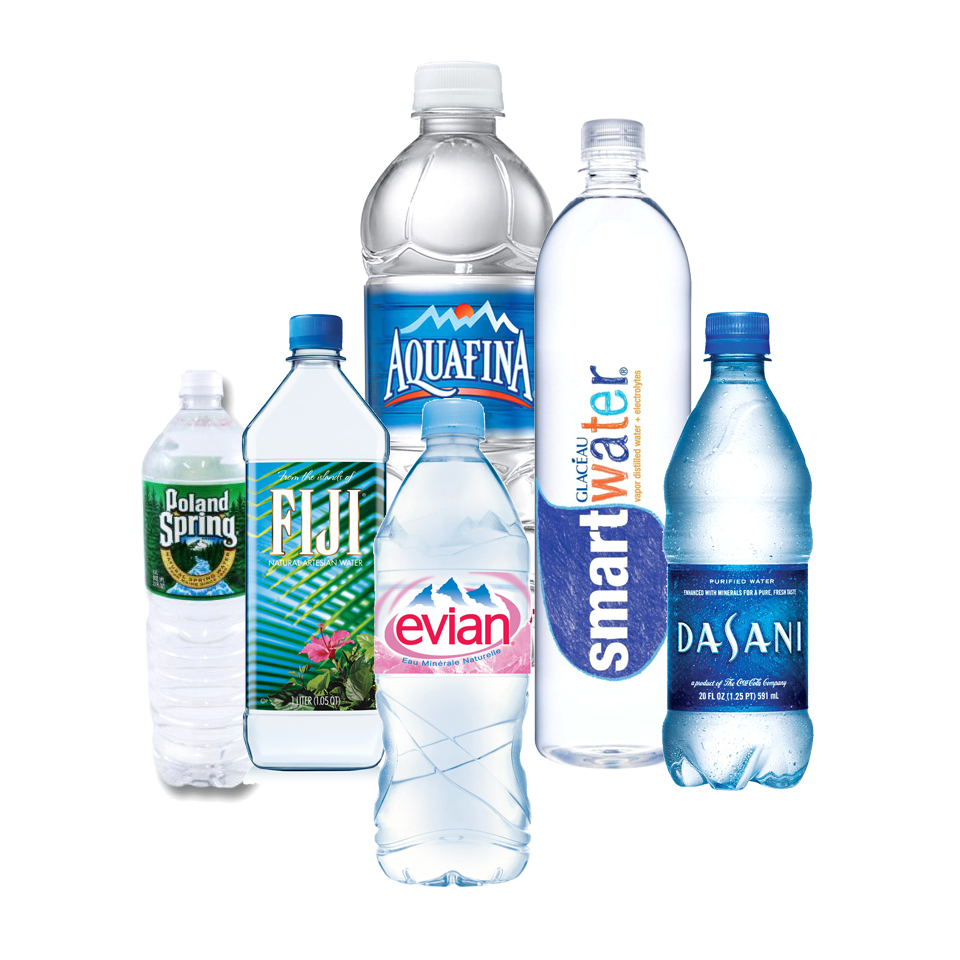 Poland
Spring
From the islands of
FIJI
NATURAL ARTESIAN WATER
1 LITER (1.05 QT)
AQUAFINA
evian
Eau Minérale Naturelle
GLACÉAU
smartwater®
vapor distilled water + electrolytes
PURIFIED WATER
ENHANCED WITH MINERALS FOR A PURE, FRESH TASTE
DASANI
a product of The Coca-Cola Company
20 FL OZ (1.25 PT) 591 mL